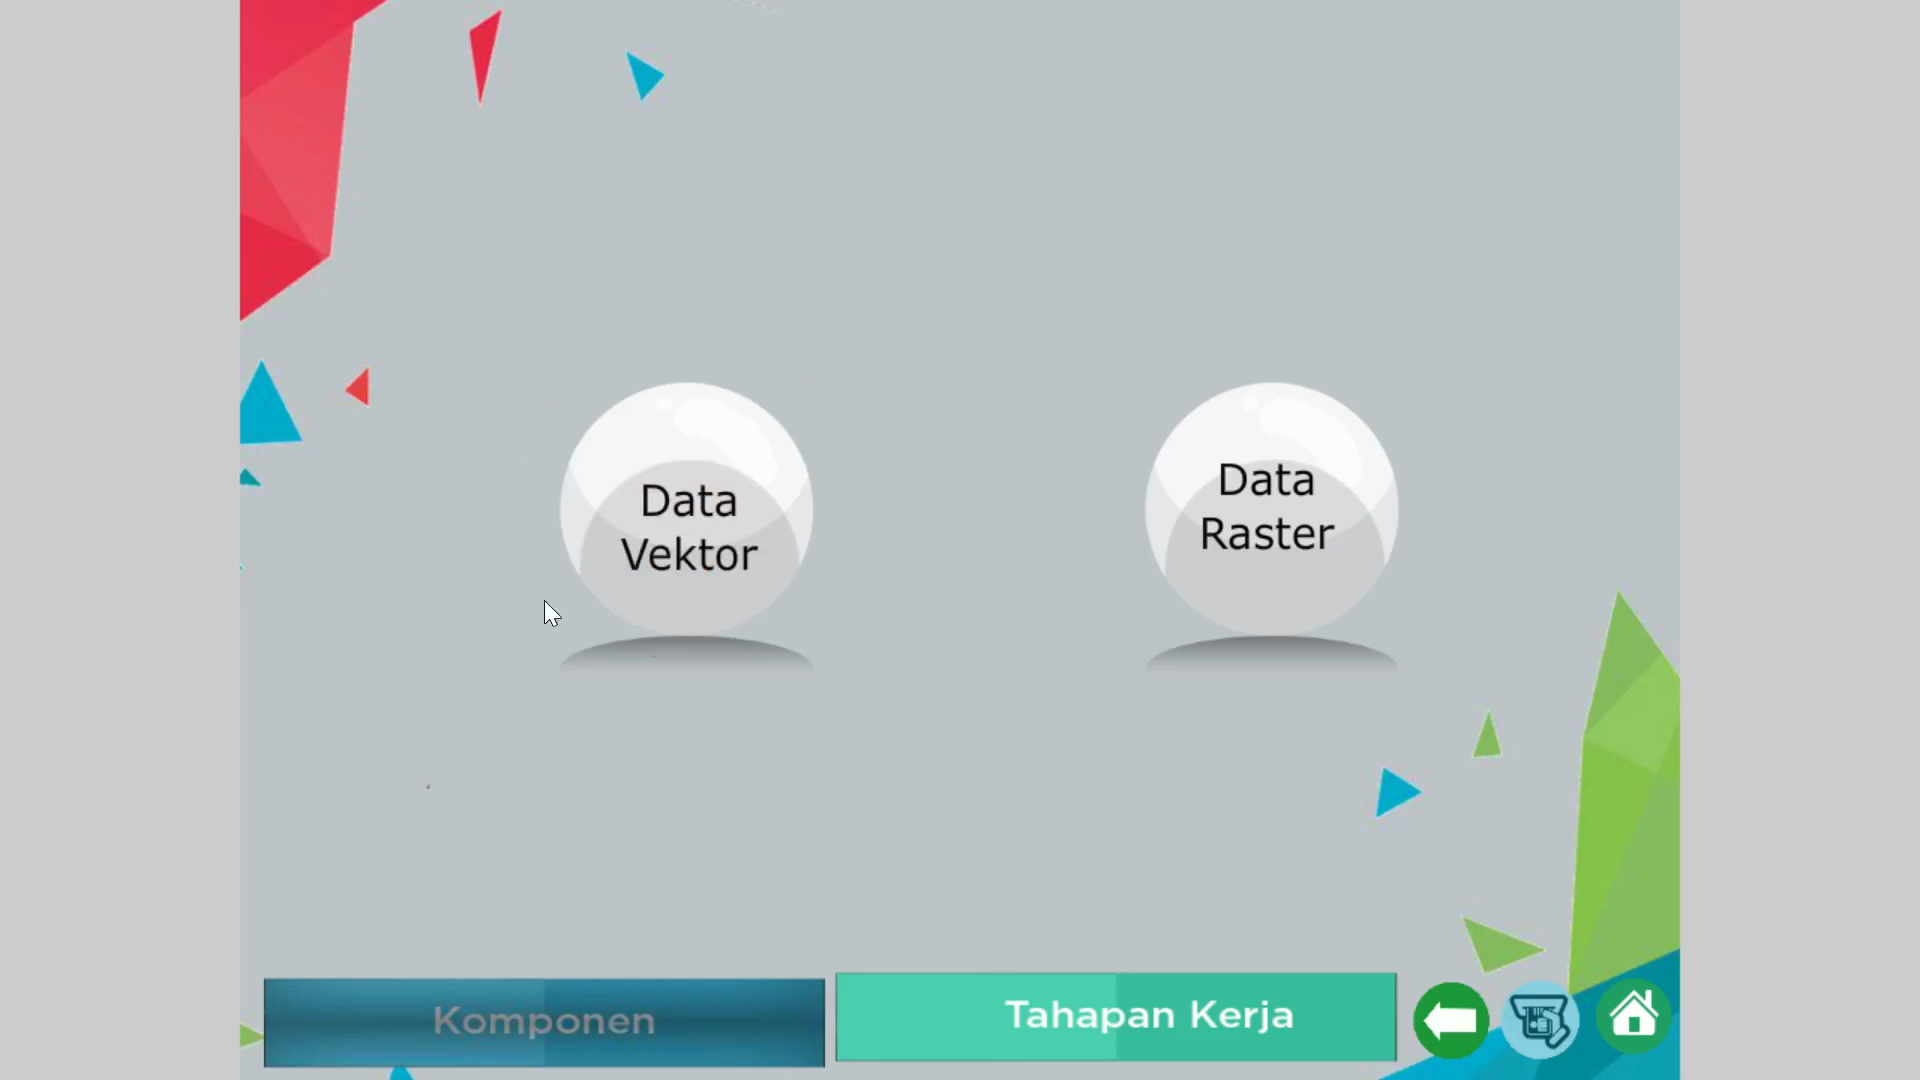 Data
Vektor
Data
Raster
Komponen
Tahapan Kerja